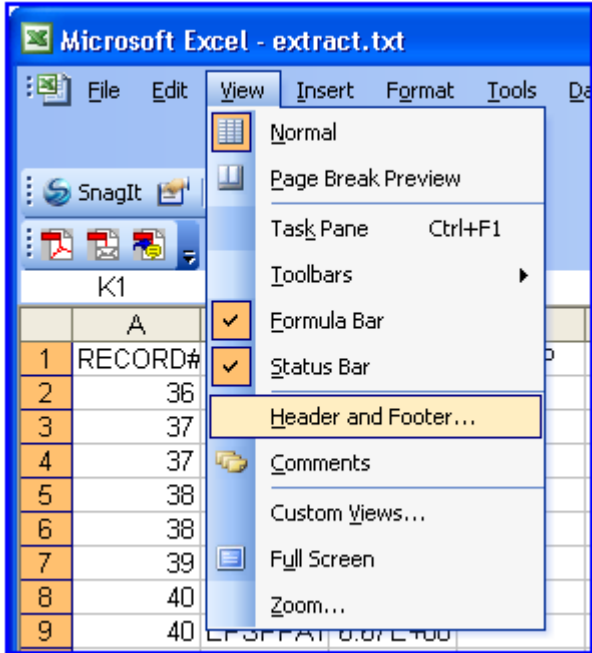 Microsoft Excel - extract.txt
File Edit View Insert Format Tools Da
Normal
Page Break Preview
SnagIt
Task Pane Ctrl+F1
Toolbars
K1
Formula Bar
A
1 RECORD# Status Bar P
2 36
Header and Footer...
3 37
4 37 Comments
5 38
Custom Views...
6 38
7 39 Full Screen
8 40
Zoom...
9 40